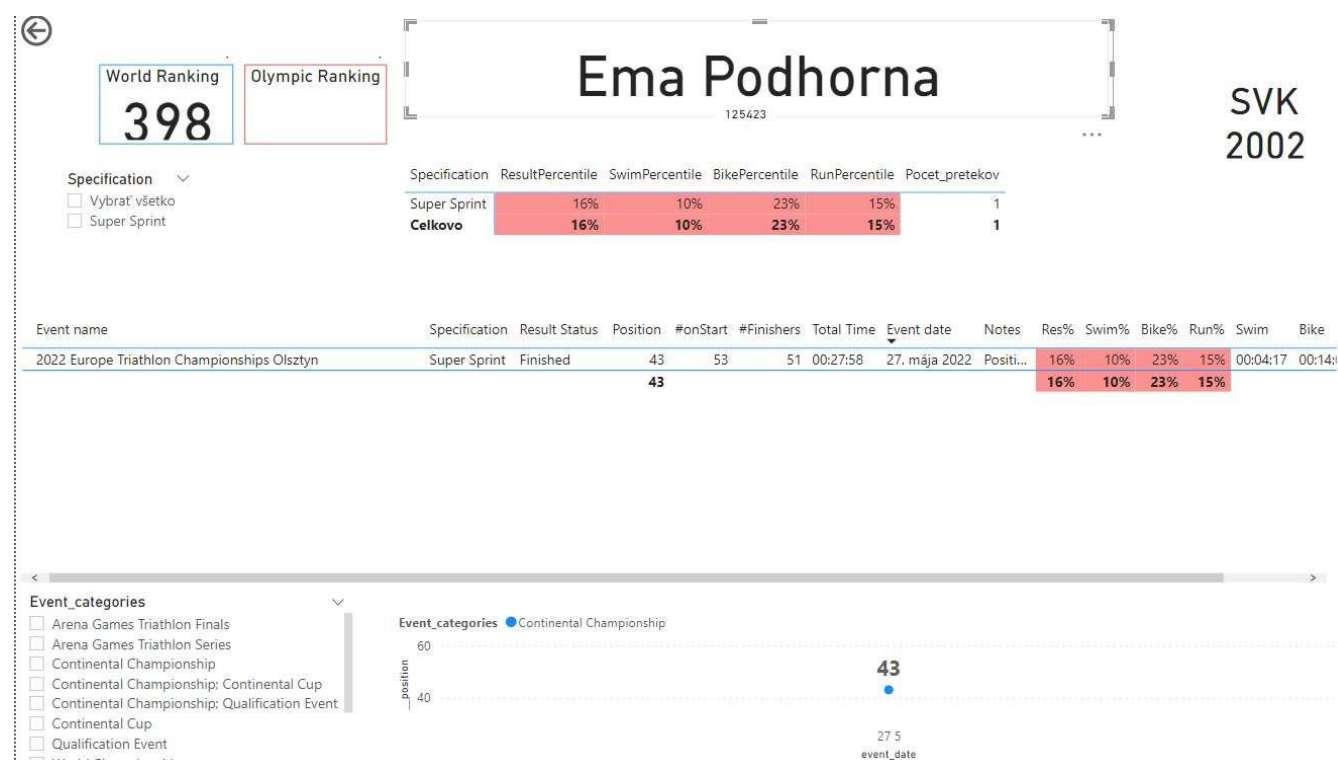 World Ranking
398
Olympic Ranking
Ema Podhorna
125423
SVK
2002
Specification
Vybrať všetko
Super Sprint
Specification ResultPercentile SwimPercentile BikePercentile RunPercentile Pocet_pretekov
Super Sprint 16% 10% 23% 15% 1
Celkovo 16% 10% 23% 15% 1
Event name Specification Result Status Position #onStart #Finishers Total Time Event date Notes Res% Swim% Bike% Run% Swim Bike
2022 Europe Triathlon Championships Olsztyn Super Sprint Finished 43 53 51 00:27:58 27. mája 2022 Positi... 16% 10% 23% 15% 00:04:17 00:14:
43 16% 10% 23% 15%
Event_categories
Arena Games Triathlon Finals
Arena Games Triathlon Series
Continental Championship
Continental Championship; Continental Cup
Continental Championship; Qualification Event
Continental Cup
Qualification Event
Event_categories Continental Championship
60
43
40
_position
27 5
event_date